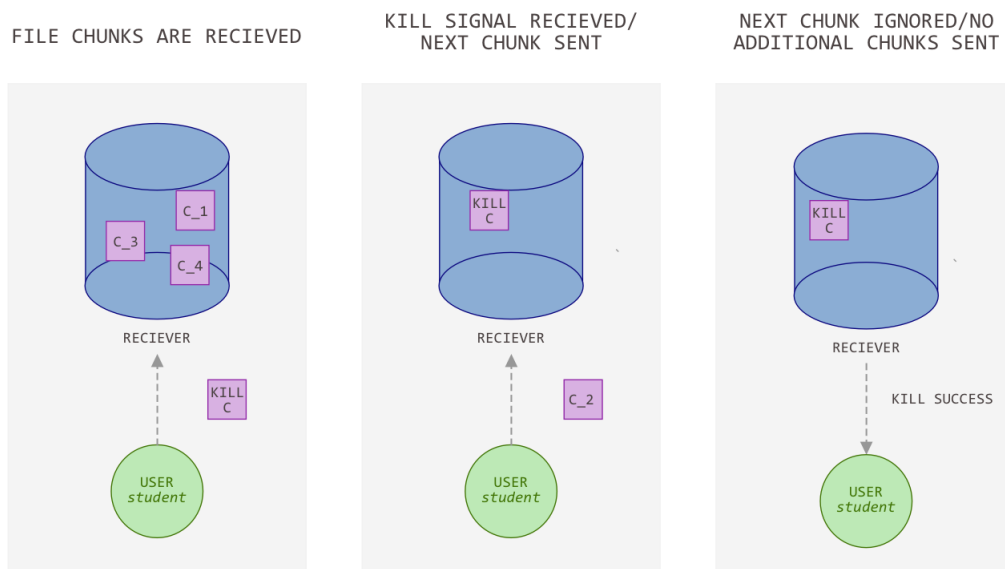 FILE CHUNKS ARE RECIEVED
KILL SIGNAL RECIEVED/
NEXT CHUNK SENT
NEXT CHUNK IGNORED/NO
ADDITIONAL CHUNKS SENT
C_1
C_3
C_4
RECIEVER
KILL
C
USER
student
KILL
C
RECIEVER
C_2
USER
student
KILL
C
RECIEVER
KILL SUCCESS
USER
student